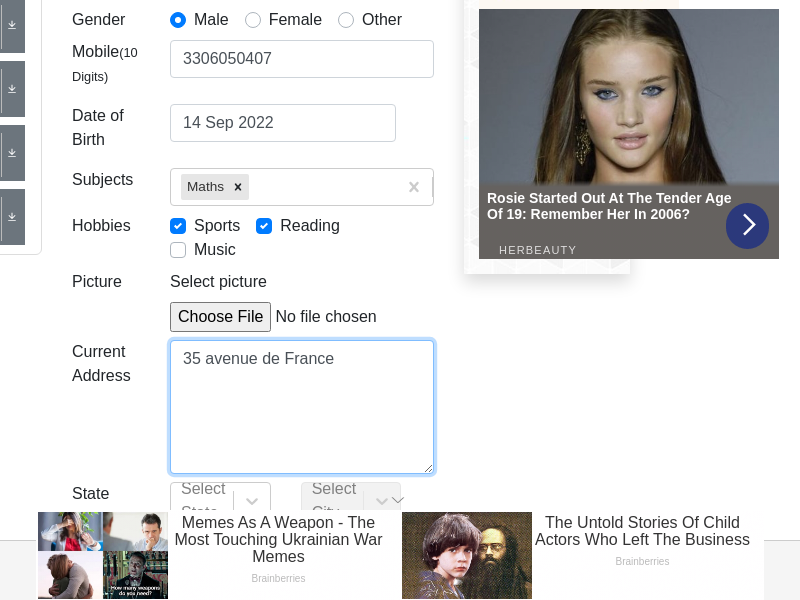 Gender Male Female Other
Mobile(10 Digits) 3306050407
Date of Birth 14 Sep 2022
Subjects Maths
Hobbies Sports Reading
Music
Picture Select picture
Choose File No file chosen
Current Address 35 avenue de France
State Select State Select City
Rosie Started Out At The Tender Age
Of 19: Remember Her In 2006?
HERBEAUTY
Memes As A Weapon - The
Most Touching Ukrainian War
Memes
Brainberries
How many weapons
do you need?
The Untold Stories Of Child
Actors Who Left The Business
Brainberries